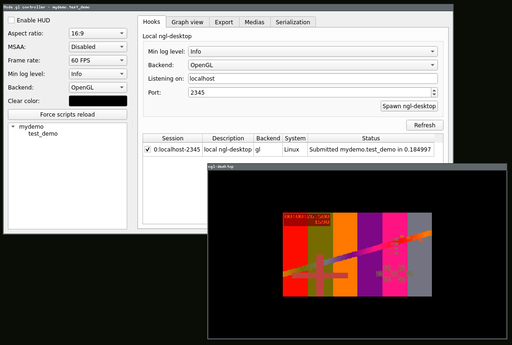 Node.gl controller - mydemo.test_demo
Enable HUD
Aspect ratio: 16:9
MSAA: Disabled
Frame rate: 60 FPS
Min log level: Info
Backend: OpenGL
Clear color:
Force scripts reload
mydemo
test_demo
Hooks Graph view Export Medias Serialization
Local ngl-desktop
Min log level: Info
Backend: OpenGL
Listening on: localhost
Port: 2345
Spawn ngl-desktop
Refresh
Session Description Backend System Status
0:localhost-2345 local ngl-desktop gl Linux Submitted mydemo.test_demo in 0.184997
ngl-desktop